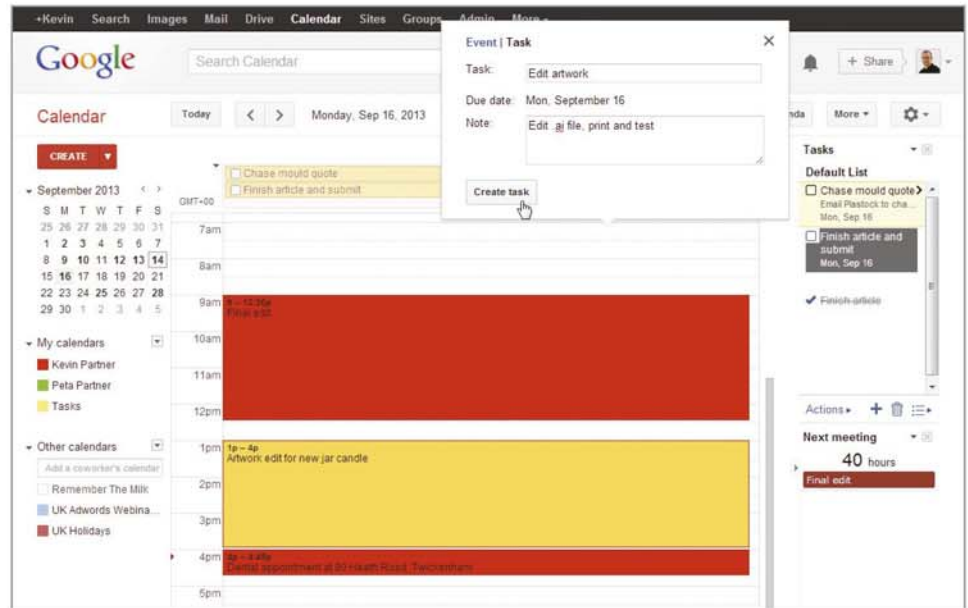 +Kevin Search Images Mail Drive Calendar Sites Groups Admin More
Google
Search Calendar
+ Share
Event | Task
Task: Edit artwork
Due date: Mon, September 16
Note: Edit .ai file, print and test
Create task
Calendar
Today
Monday, Sep 16, 2013
More
CREATE
September 2013
S M T W T F S
25 26 27 28 29 30 31
1 2 3 4 5 6 7
8 9 10 11 12 13 14
15 16 17 18 19 20 21
22 23 24 25 26 27 28
29 30 1 2 3 4 5
My calendars
Kevin Partner
Peta Partner
Tasks
Other calendars
Add a coworker's calendar
Remember The Milk
UK Adwords Webina...
UK Holidays
Chase mould quote
Finish article and submit
GMT+00
7am
8am
9am
Final edit
10am
11am
12pm
1pm
1p – 4p
Artwork edit for new jar candle
2pm
3pm
4pm
Dental appointment at 90 Heath Road, Twickenham
5pm
Tasks
Default List
Chase mould quote
Email Plastock to cha...
Mon, Sep 16
Finish article and
submit
Mon, Sep 16
Finish article
Actions
Next meeting
40 hours
Final edit